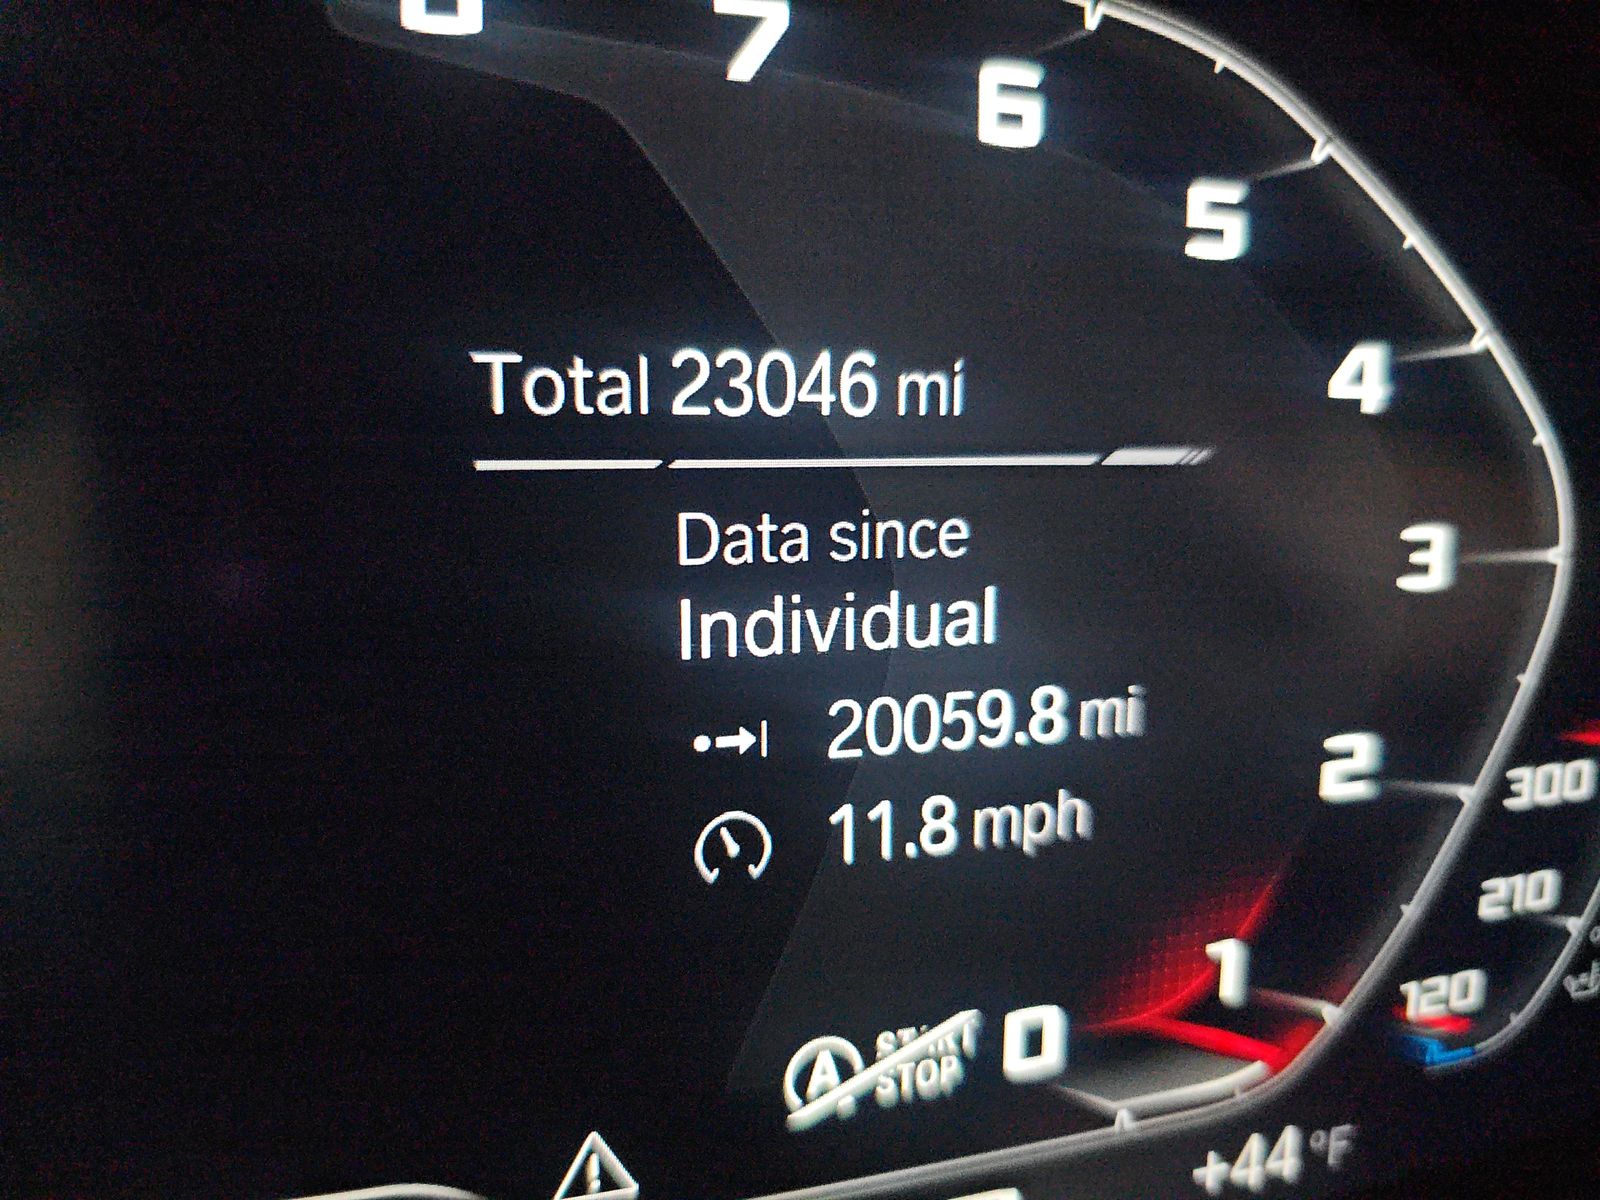 7
6
5
4
Total 23046 mi
3
Data since
Individual
2
20059.8 mi
300
11.8 mph
210
1
120
0
A START
STOP
+44 °F